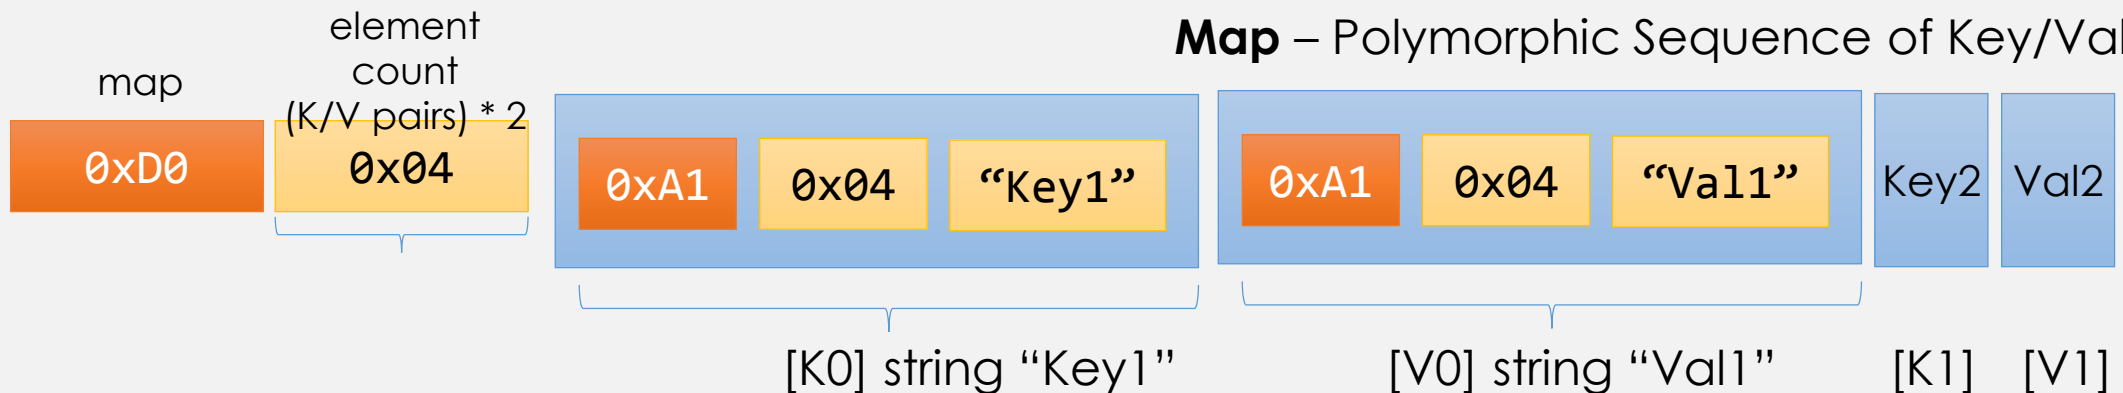 Map – Polymorphic Sequence of Key/Val
map
element
count
(K/V pairs) * 2
0xD0
0x04
0xA1
0x04
“Key1”
0xA1
0x04
“Val1”
Key2
Val2
[K0] string “Key1”
[V0] string “Val1”
[K1]
[V1]